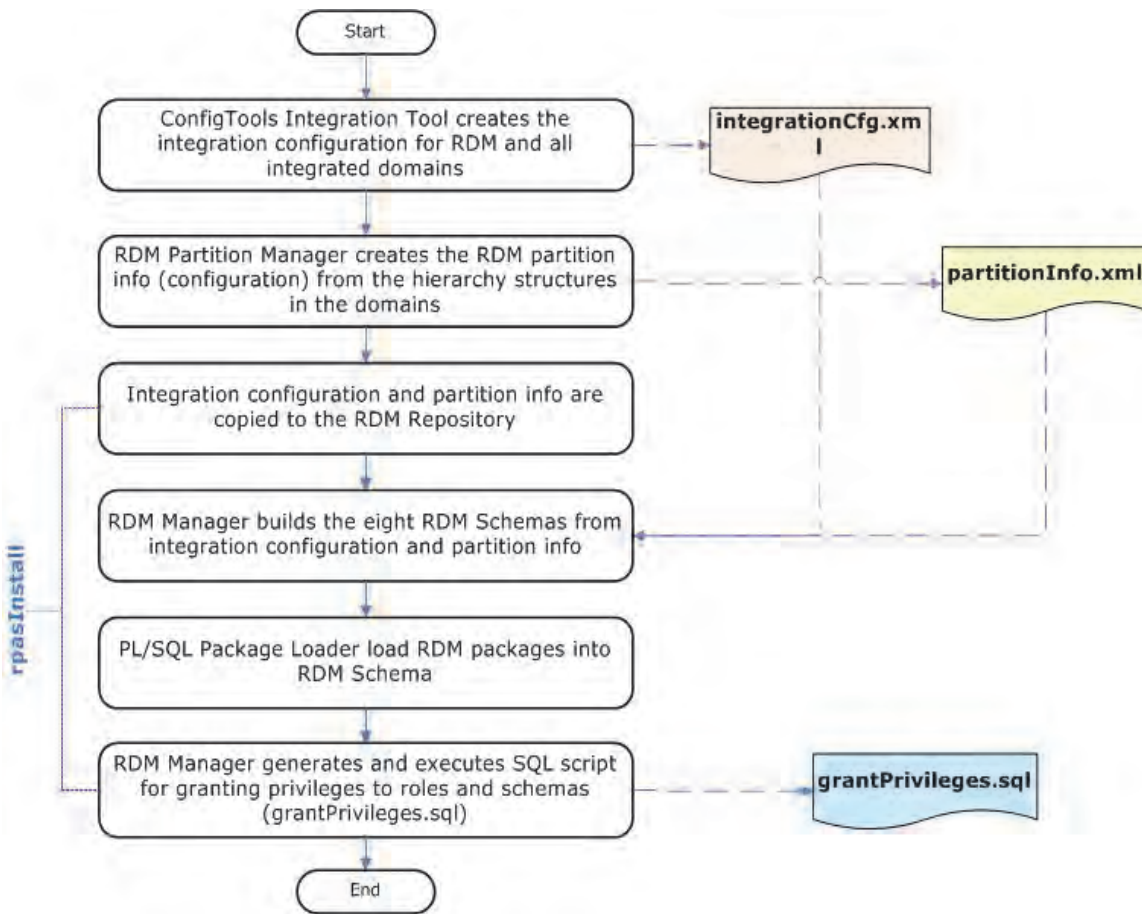 Start
ConfigTools Integration Tool creates the
integration configuration for RDM and all
integrated domains
integrationCfg.xm
l
RDM Partition Manager creates the RDM partition
info (configuration) from the hierarchy structures
in the domains
partitionInfo.xml
Integration configuration and partition info are
copied to the RDM Repository
RDM Manager builds the eight RDM Schemas from
integration configuration and partition info
rpasInstall
PL/SQL Package Loader load RDM packages into
RDM Schema
RDM Manager generates and executes SQL script
for granting privileges to roles and schemas
(grantPrivileges.sql)
grantPrivileges.sql
End